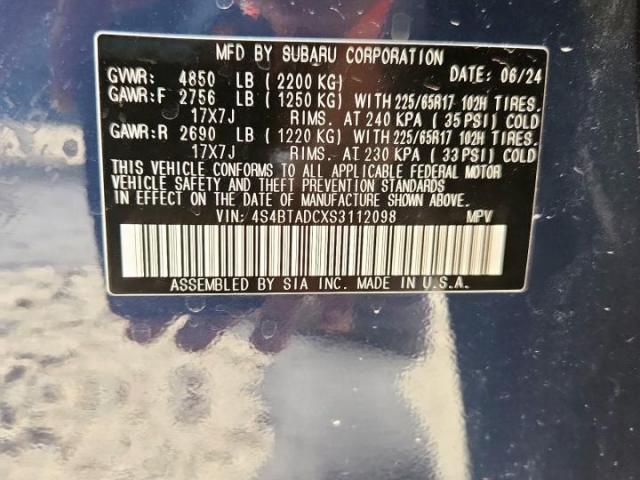 MFD BY SUBARU CORPORATION
GVWR: 4850 LB ( 2200 KG) DATE: 06/24
GAWR:F 2756 LB ( 1250 KG) WITH 225/65R17 102H TIRES.
17X7J RIMS. AT 240 KPA ( 35 PSI) COLD
GAWR:R 2690 LB ( 1220 KG) WITH 225/65R17 102H TIRES.
17X7J RIMS. AT 230 KPA ( 33 PSI) COLD
THIS VEHICLE CONFORMS TO ALL APPLICABLE FEDERAL MOTOR
VEHICLE SAFETY AND THEFT PREVENTION STANDARDS
IN EFFECT ON THE DATE OF MANUFACTURE SHOWN ABOVE.
VIN: 4S4BTADCXS3112098 MPV
ASSEMBLED BY SIA INC. MADE IN U.S.A.